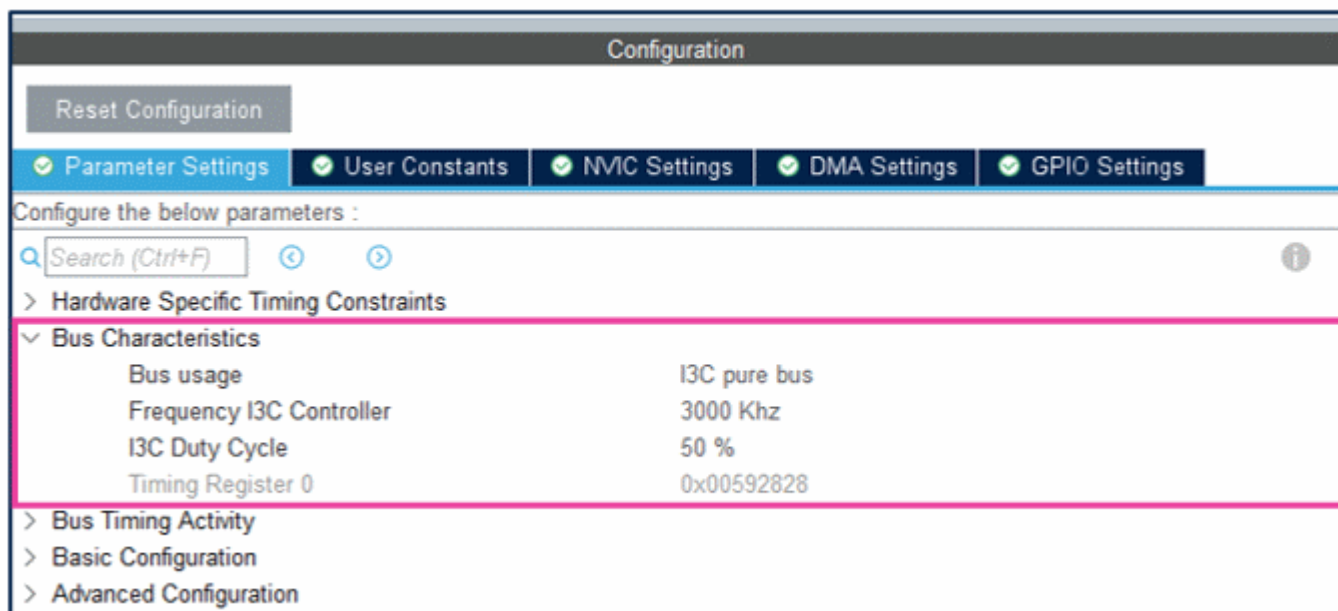 Configuration
Reset Configuration
Parameter Settings User Constants NVIC Settings DMA Settings GPIO Settings
Configure the below parameters :
Search (Ctrl+F)
> Hardware Specific Timing Constraints
Bus Characteristics
Bus usage I3C pure bus
Frequency I3C Controller 3000 Khz
I3C Duty Cycle 50 %
Timing Register 0 0x00592828
> Bus Timing Activity
> Basic Configuration
> Advanced Configuration